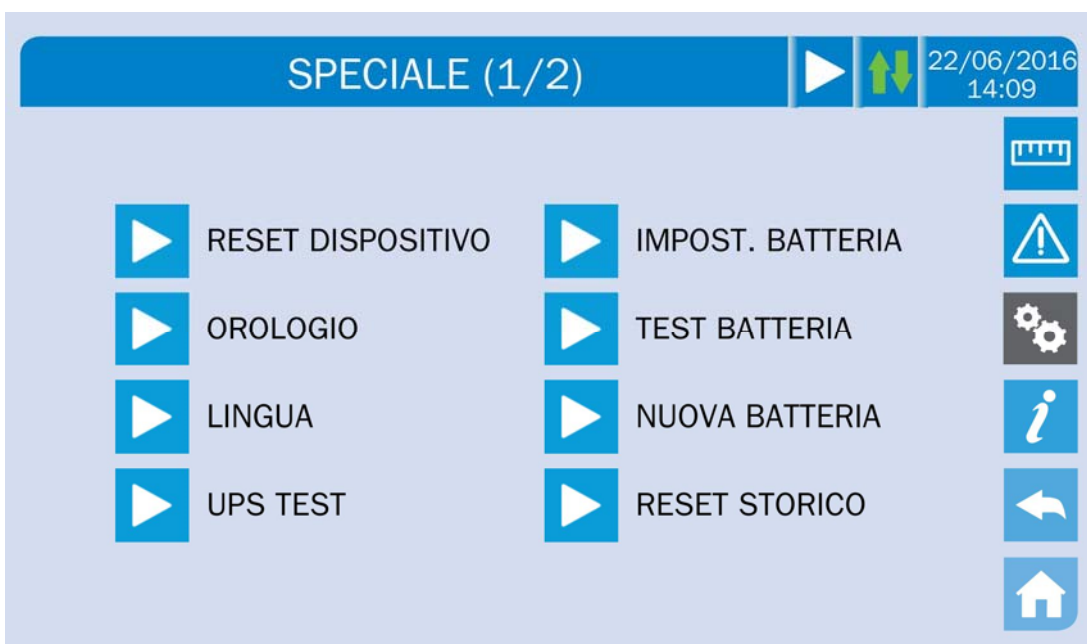 SPECIALE (1/2)
22/06/2016
14:09
RESET DISPOSITIVO
IMPOST. BATTERIA
OROLOGIO
TEST BATTERIA
LINGUA
NUOVA BATTERIA
UPS TEST
RESET STORICO